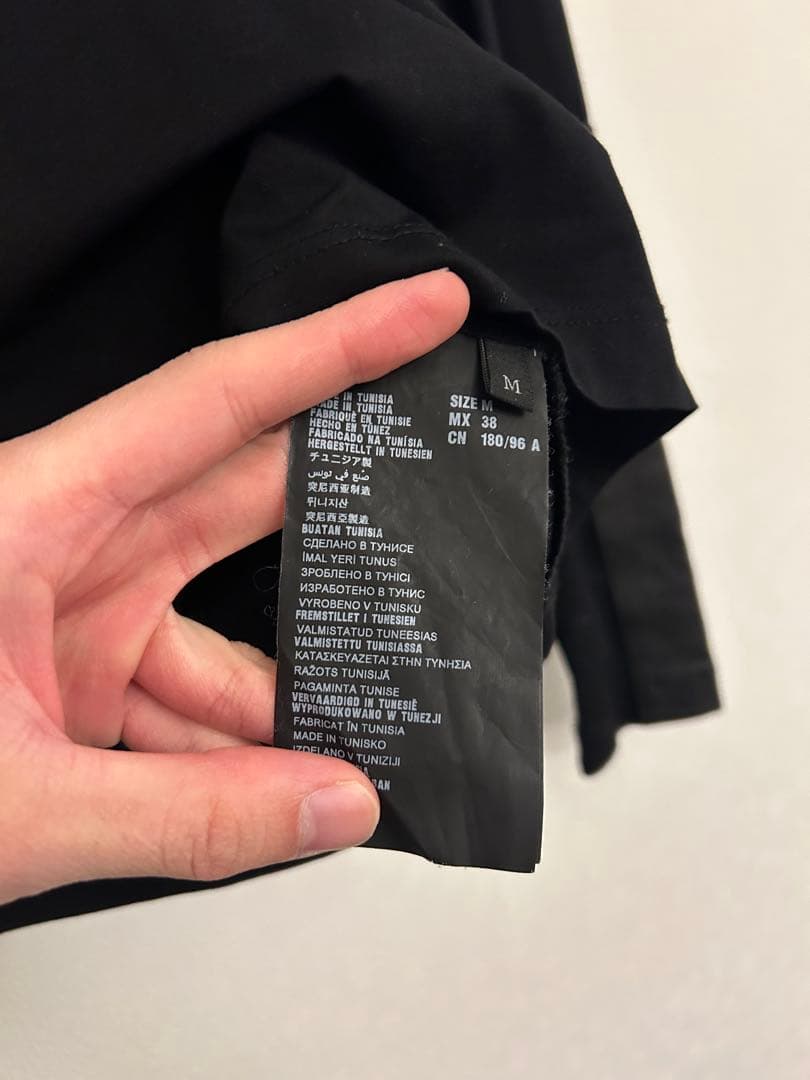 M
SIZE M
MX 38
CN 180/96 A
IN TUNISIA
MADE IN TUNISIA
FABRIQUÉ EN TUNISIE
HECHO EN TÚNEZ
FABRICADO NA TUNÍSIA
HERGESTELLT IN TUNESIEN
チュニジア製
صنع في تونس
突尼西亚制造
튀니지산
突尼西亞製造
BUATAN TUNISIA
СДЕЛАНО В ТУНИСЕ
İMAL YERİ TUNUS
ЗРОБЛЕНО В ТУНІСІ
ИЗРАБОТЕНО В ТУНИС
VYROBENO V TUNISKU
FREMSTILLET I TUNESIEN
VALMISTATUD TUNEESIAS
VALMISTETTU TUNISIASSA
ΚΑΤΑΣΚΕΥΑΖΕΤΑΙ ΣΤΗΝ ΤΥΝΗΣΙΑ
RAŽOTS TUNISIJĀ
PAGAMINTA TUNISE
VERVAARDIGD IN TUNESIË
WYPRODUKOWANO W TUNEZJI
FABRICAT ÎN TUNISIA
MADE IN TUNISKO
IZDELANO V TUNIZIJI